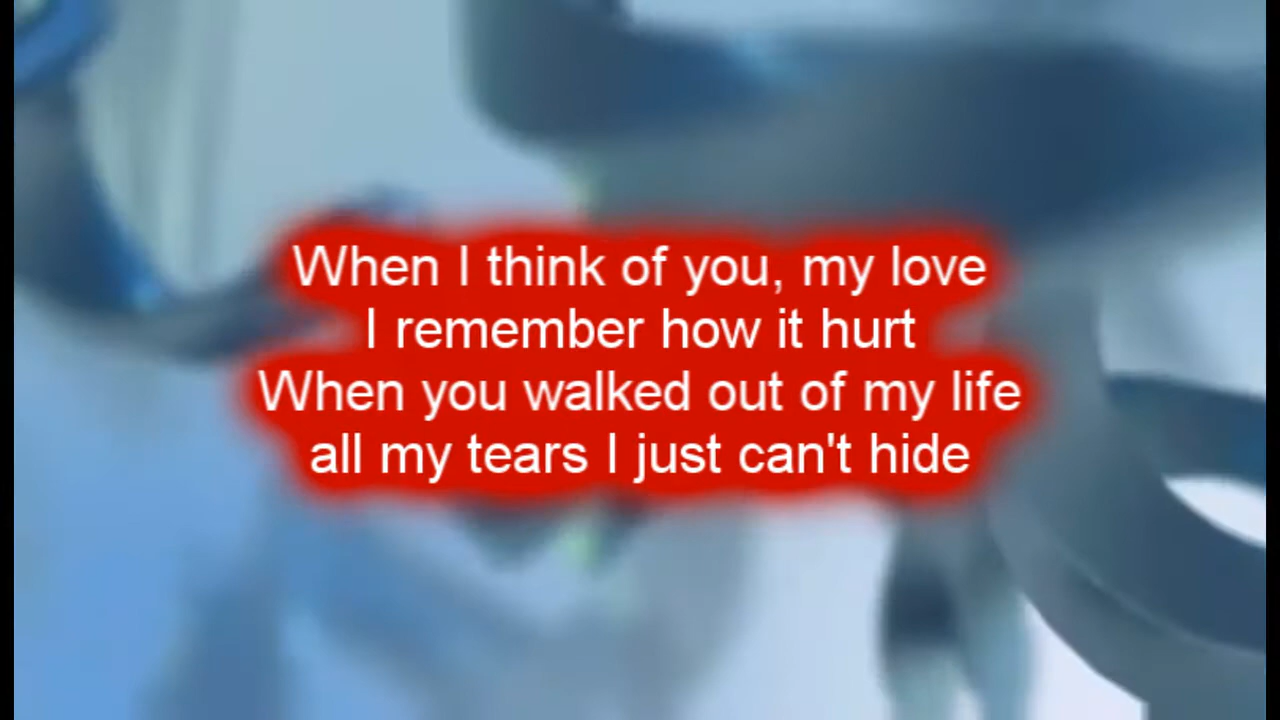 When I think of you, my love
I remember how it hurt
When you walked out of my life
all my tears I just can't hide